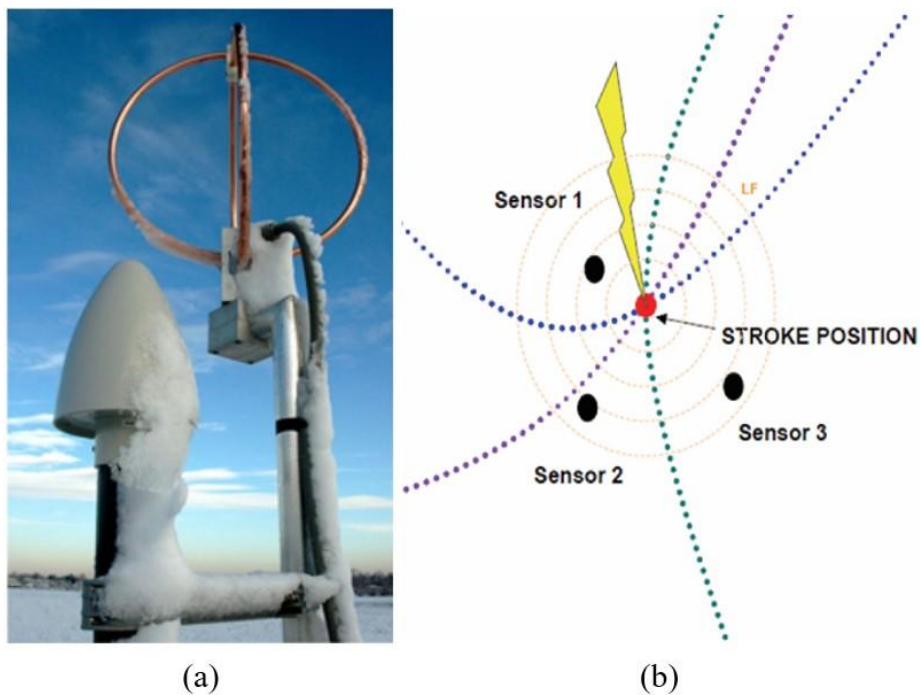 Sensor 1
LF
STROKE POSITION
Sensor 3
Sensor 2
(a)
(b)